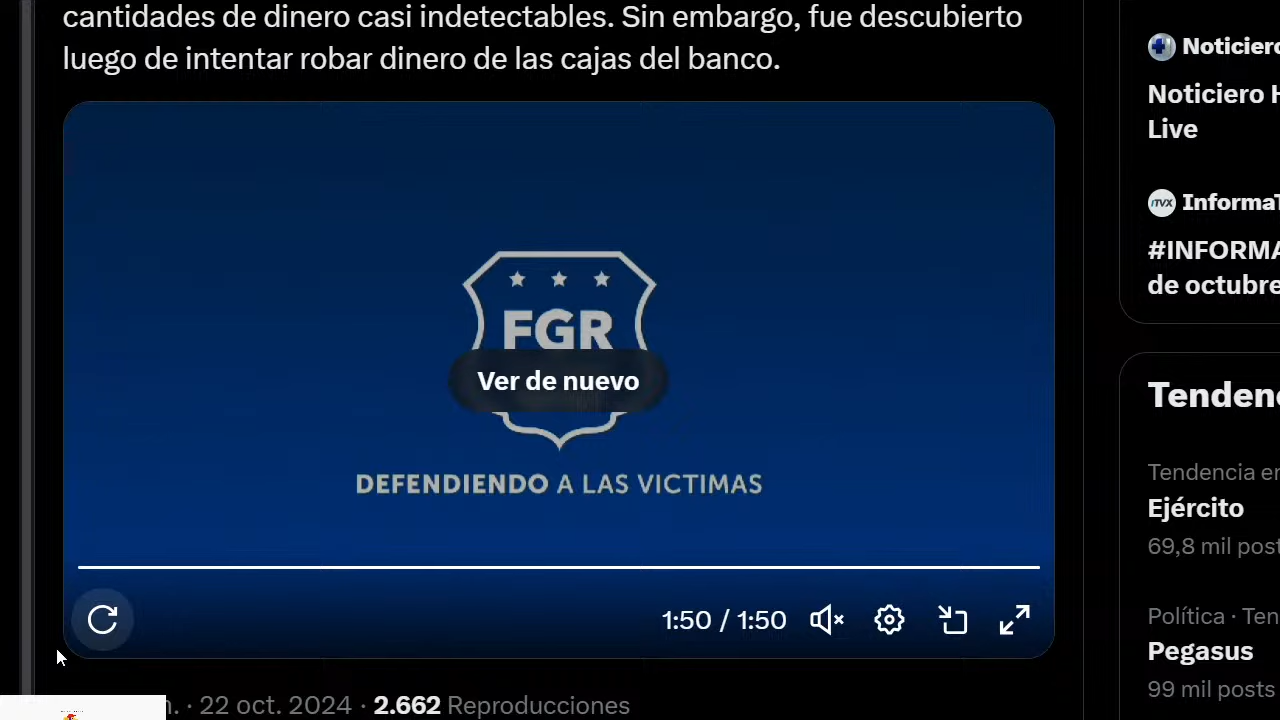 cantidades de dinero casi indetectables. Sin embargo, fue descubierto
luego de intentar robar dinero de las cajas del banco.
FGR
Ver de nuevo
DEFENDIENDO A LAS VICTIMAS
1:50 / 1:50
· 22 oct. 2024 · 2.662 Reproducciones
Noticiero
Noticiero H
Live
iTVX
#INFORMA
de octubre
Tendencia en
Ejército
69,8 mil post
Política · Ten
Pegasus
99 mil posts